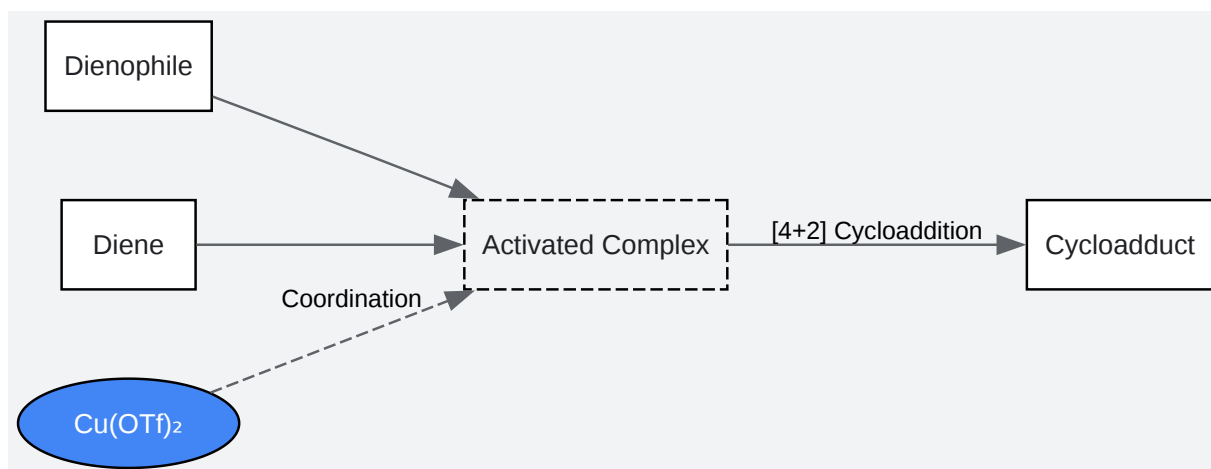 Dienophile
Diene
Activated Complex
[4+2] Cycloaddition
Cycloadduct
Coordination
Cu(OTf)₂